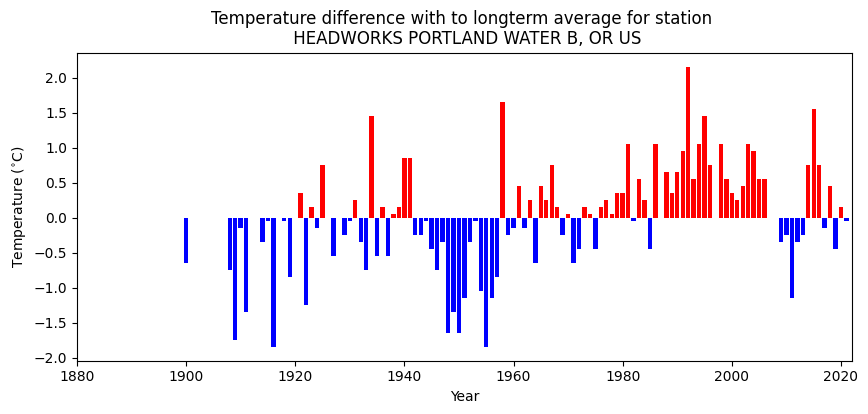 Temperature difference with to longterm average for station
HEADWORKS PORTLAND WATER B, OR US
2.0
1.5
1.0
0.5
0.0
−0.5
−1.0
−1.5
−2.0
Temperature (°C)
1880 1900 1920 1940 1960 1980 2000 2020
Year